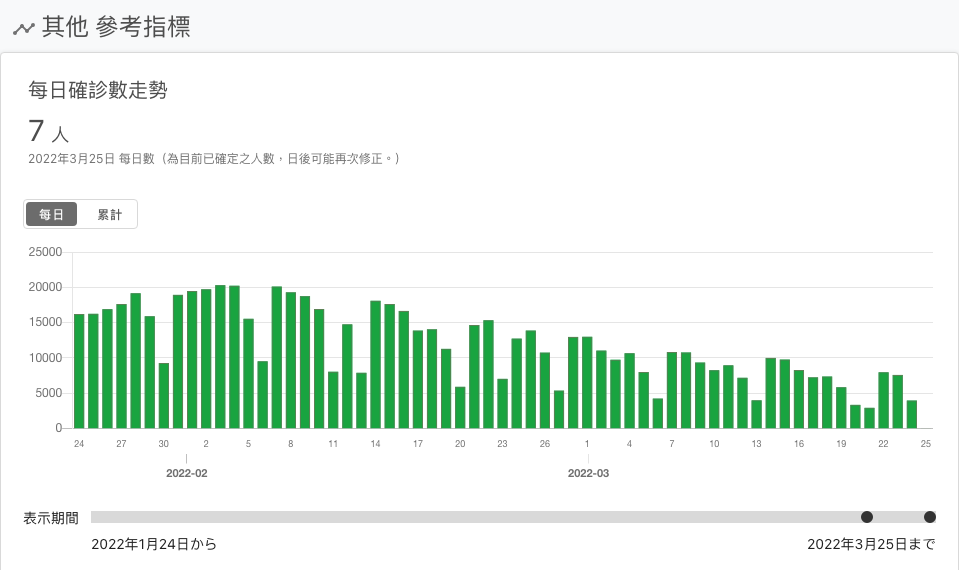 其他 參考指標
每日確診數走勢
7 人
2022年3月25日 每日數（為目前已確定之人數，日後可能再次修正。）
每日 累計
25000
20000
15000
10000
5000
0
24 27 30 2 5 8 11 14 17 20 23 26 1 4 7 10 13 16 19 22 25
2022-02 2022-03
表示期間
2022年1月24日から 2022年3月25日まで